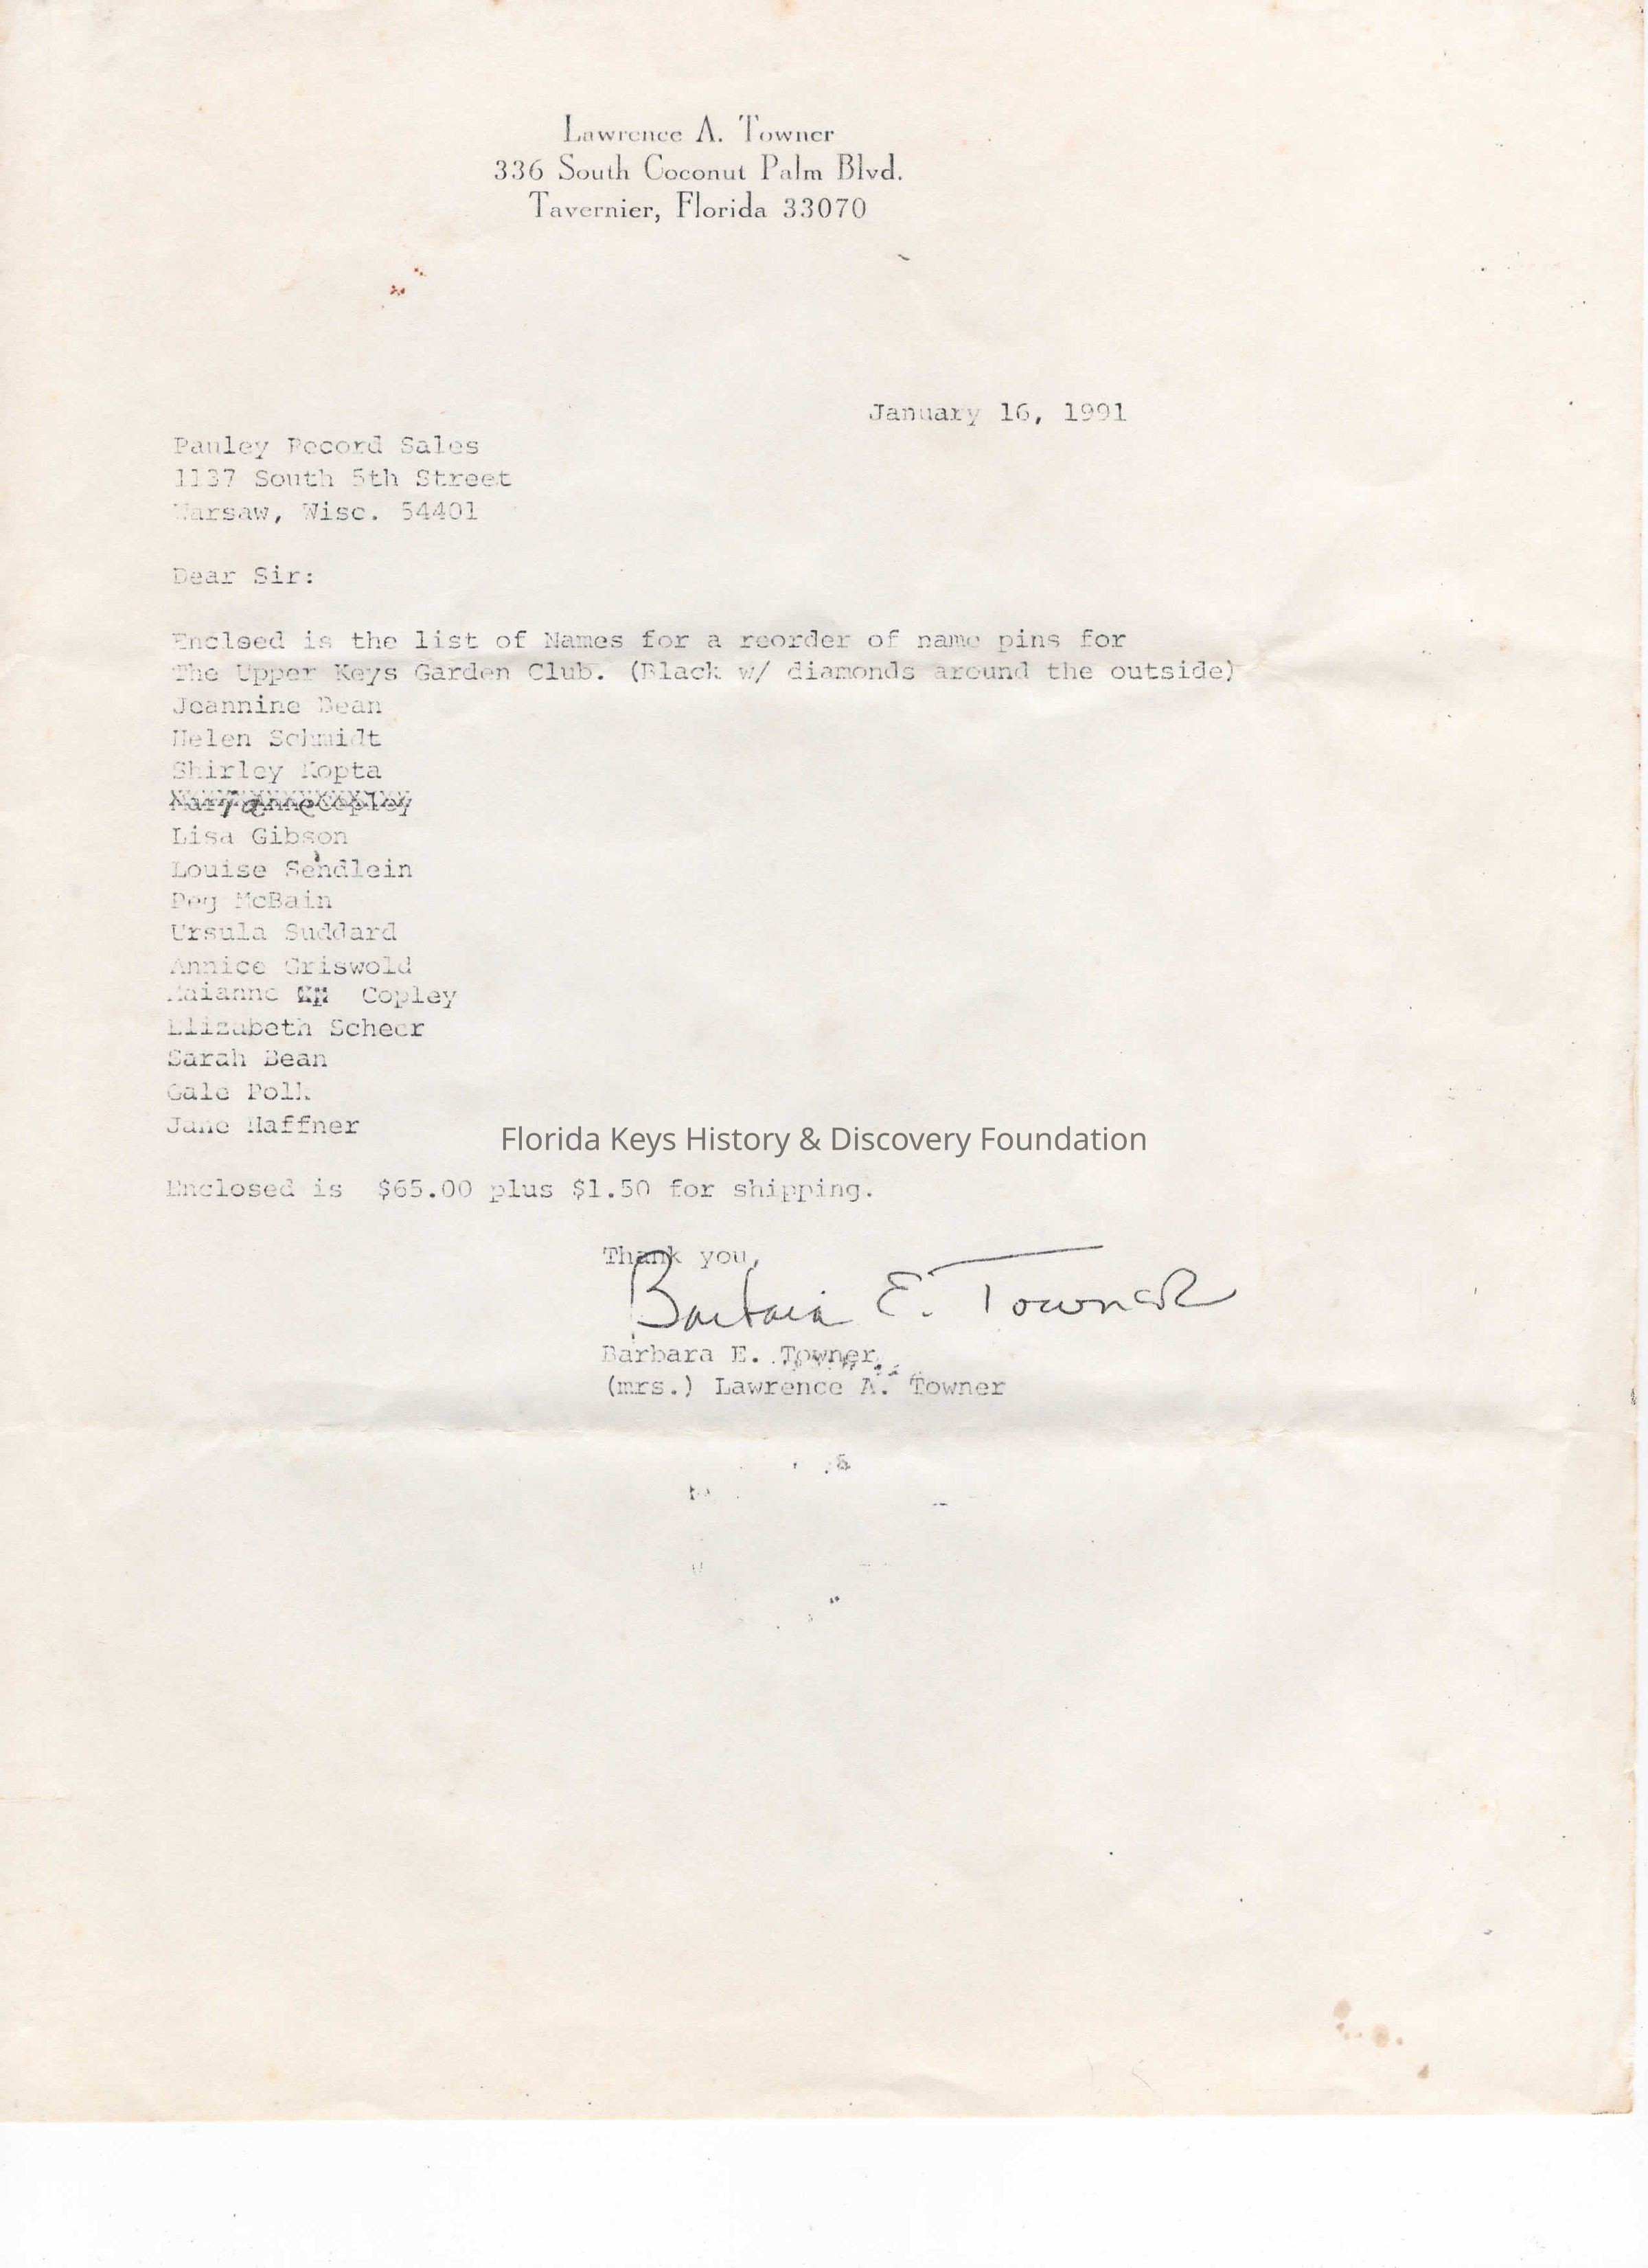 Lawrence A. Towner
336 South Coconut Palm Blvd.
Tavernier, Florida 33070
January 16, 1991
Pauley Record Sales
1137 South 5th Street
Warsaw, Wisc. 54401
Dear Sir:
Enclsed is the list of Names for a reorder of name pins for
The Upper Keys Garden Club. (Black w/ diamonds around the outside)
Jeannine Bean
Helen Schmidt
Shirley Kopta
Lisa Gibson
Louise Sendlein
Peg McBain
Ursula Suddard
Annice Griswold
Copley
Elizabeth Scheer
Sarah Bean
Gale Polk
Jane Haffner
Florida Keys History & Discovery Foundation
Enclosed is $65.00 plus $1.50 for shipping.
Thank you,
Barbara E. Towner
Barbara E. Towner
(mrs.) Lawrence A. Towner